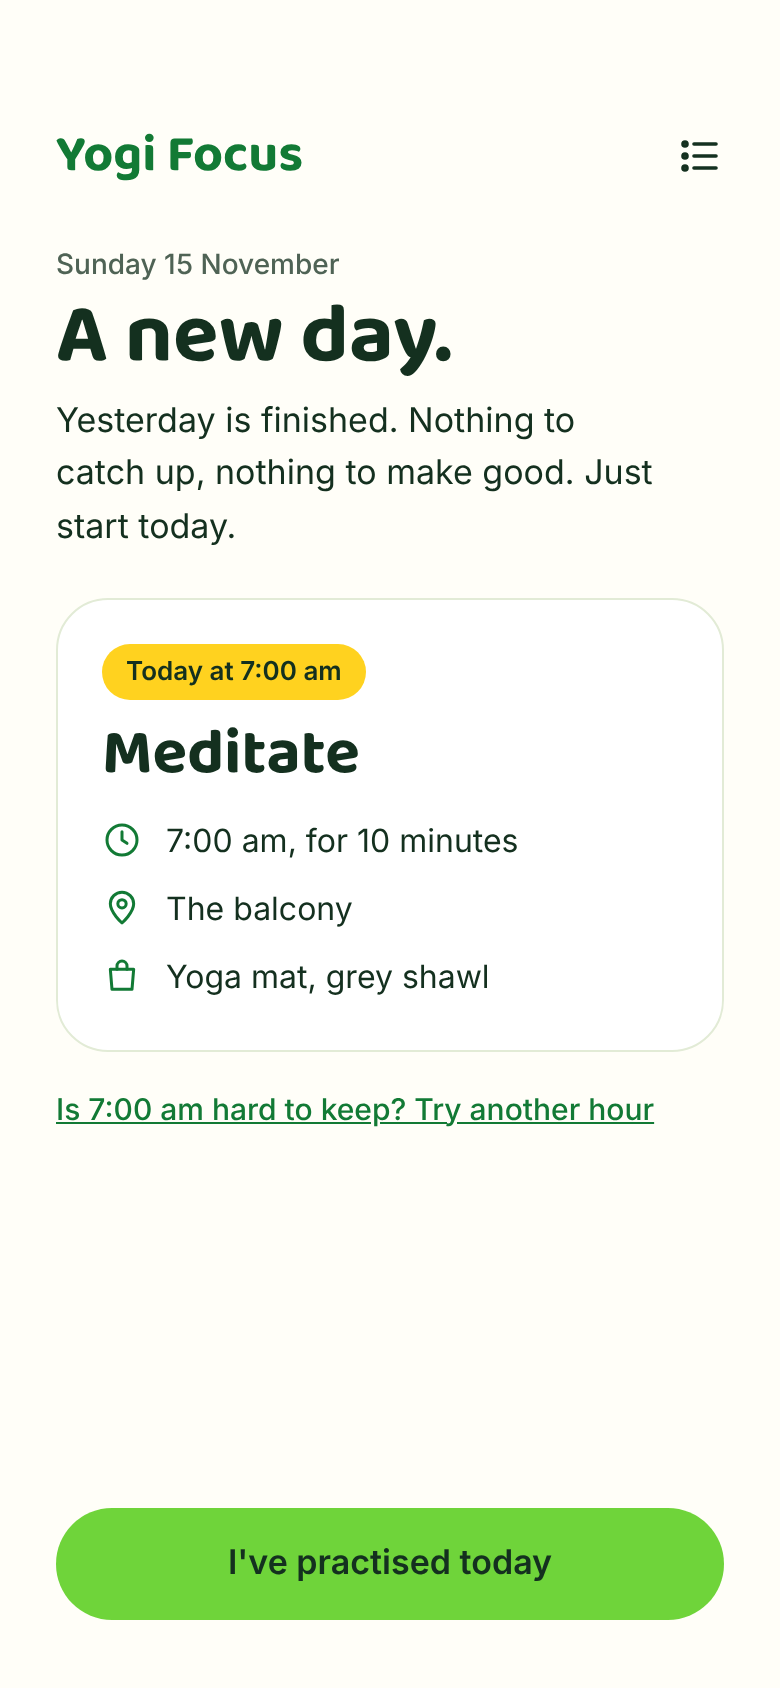 Yogi Focus
Sunday 15 November
A new day.
Yesterday is finished. Nothing to
catch up, nothing to make good. Just
start today.
Today at 7:00 am
Meditate
7:00 am, for 10 minutes
The balcony
Yoga mat, grey shawl
Is 7:00 am hard to keep? Try another hour
I've practised today